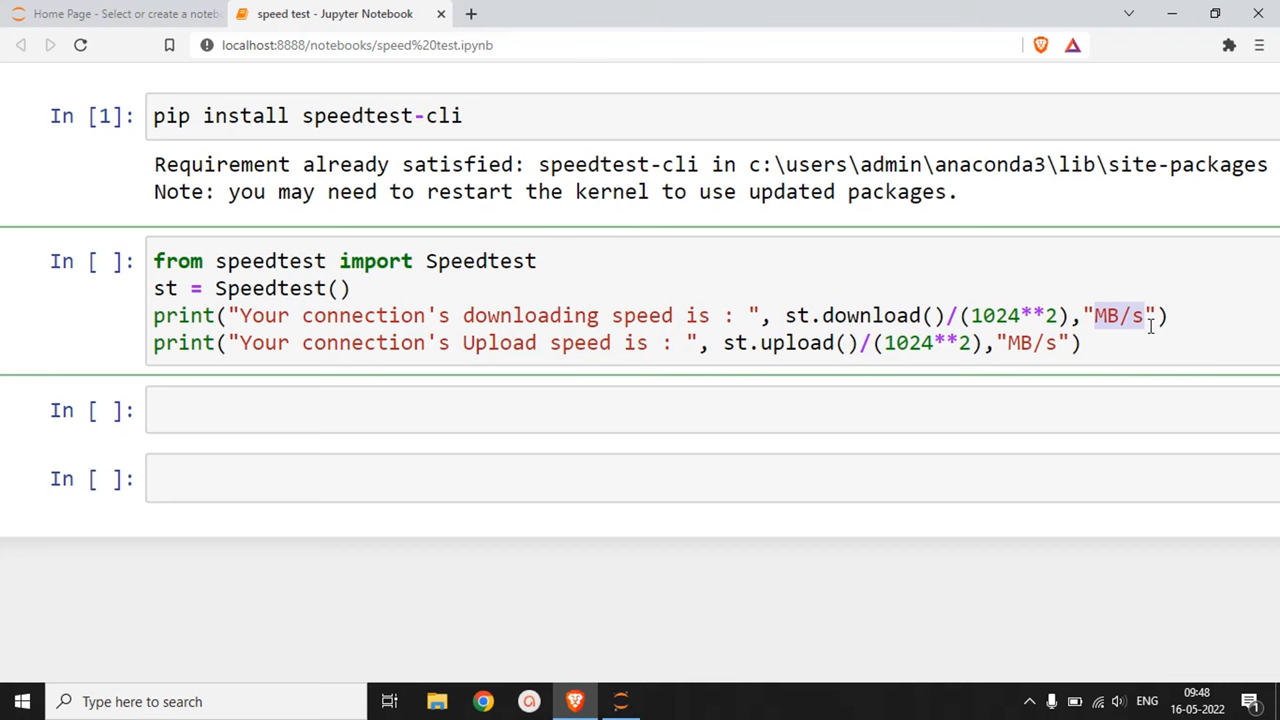 Home Page - Select or create a noteb
speed test - Jupyter Notebook
localhost:8888/notebooks/speed%20test.ipynb
In [1]: pip install speedtest-cli
Requirement already satisfied: speedtest-cli in c:\users\admin\anaconda3\lib\site-packages
Note: you may need to restart the kernel to use updated packages.
In [ ]: from speedtest import Speedtest
st = Speedtest()
print("Your connection's downloading speed is : ", st.download()/(1024**2),"MB/s")
print("Your connection's Upload speed is : ", st.upload()/(1024**2),"MB/s")
In [ ]:
In [ ]:
Type here to search
ENG
09:48
16-05-2022
1